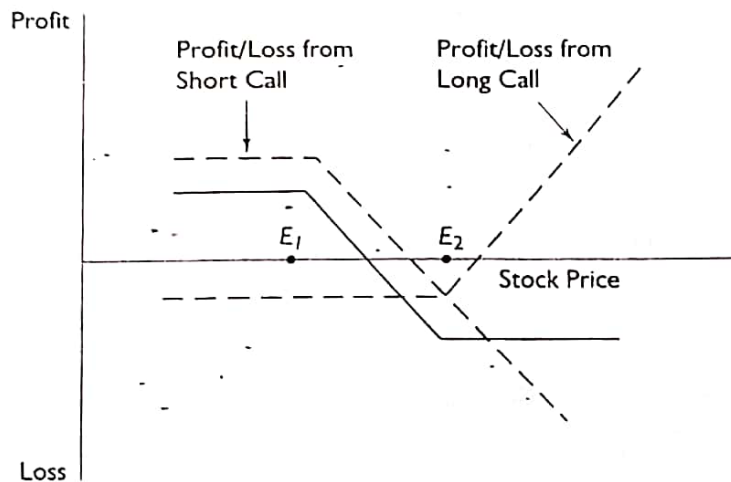 Profit
Profit/Loss from
Short Call
Profit/Loss from
Long Call
E1
E2
Stock Price
Loss